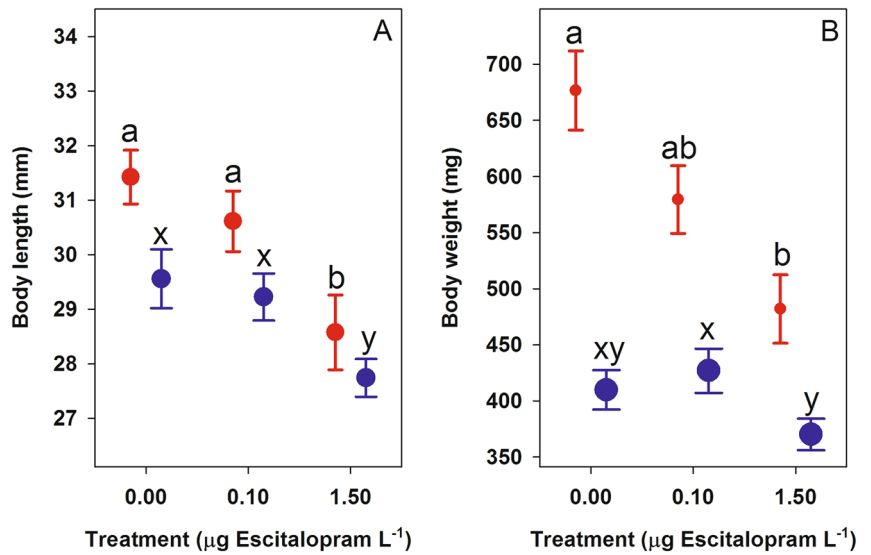 A
34
33
32
31
30
29
28
27
Body length (mm)
a
a
b
x
x
y
0.00 0.10 1.50
Treatment (μg Escitalopram L⁻¹)
B
700
650
600
550
500
450
400
350
Body weight (mg)
a
ab
b
xy
x
y
0.00 0.10 1.50
Treatment (μg Escitalopram L⁻¹)